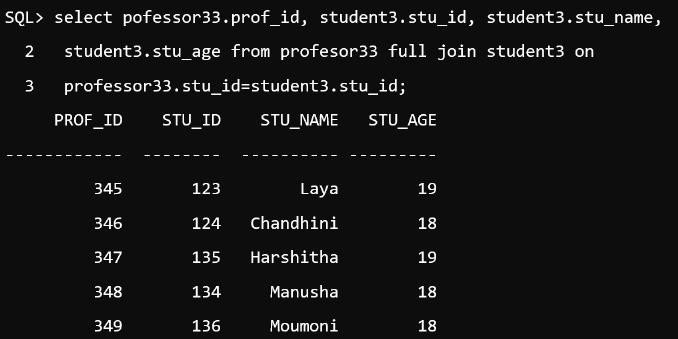 SQL> select pofessor33.prof_id, student3.stu_id, student3.stu_name,
2 student3.stu_age from profesor33 full join student3 on
3 professor33.stu_id=student3.stu_id;
PROF_ID STU_ID STU_NAME STU_AGE
------------ -------- ---------- ---------
345 123 Laya 19
346 124 Chandhini 18
347 135 Harshitha 19
348 134 Manusha 18
349 136 Moumoni 18